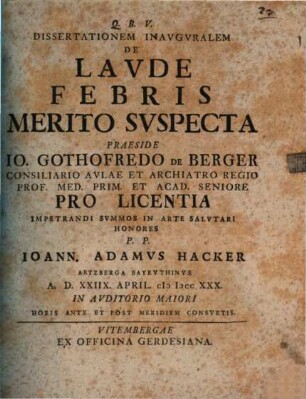 Q. B. V.
DISSERTATIONEM INAVGVRALEM
DE
LAVDE
FEBRIS
MERITO SVSPECTA
PRAESIDE
IO. GOTHOFREDO DE BERGER
CONSILIARIO AVLAE ET ARCHIATRO REGIO
PROF. MED. PRIM. ET ACAD. SENIORE
PRO LICENTIA
IMPETRANDI SVMMOS IN ARTE SALVTARI
HONORES
P. P.
IOANN. ADAMVS HACKER
ARTZBERGA BAYRVTHINVS
A. D. XXIIX. APRIL. cIↃ IↃcc XXX.
IN AVDITORIO MAIORI
HORIS ANTE ET POST MERIDIEM CONSVETIS.
VITEMBERGAE
EX OFFICINA GERDESIANA.